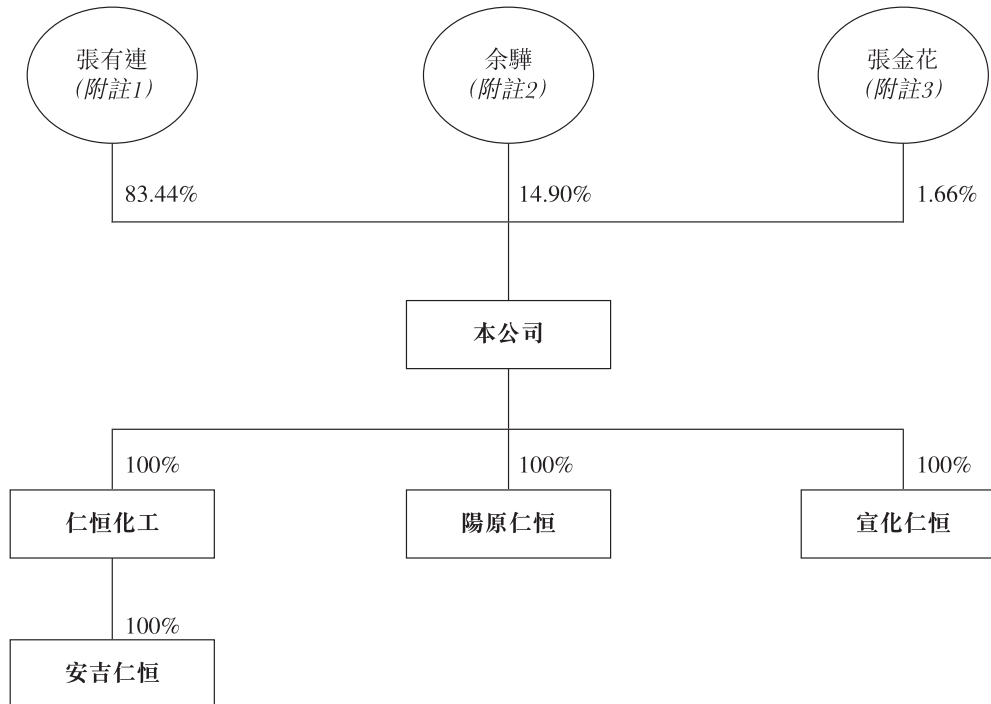 張有連
(附註1)
余驊
(附註2)
張金花
(附註3)
83.44%
14.90%
1.66%
本公司
100%
100%
100%
仁恒化工
陽原仁恒
宣化仁恒
100%
安吉仁恒